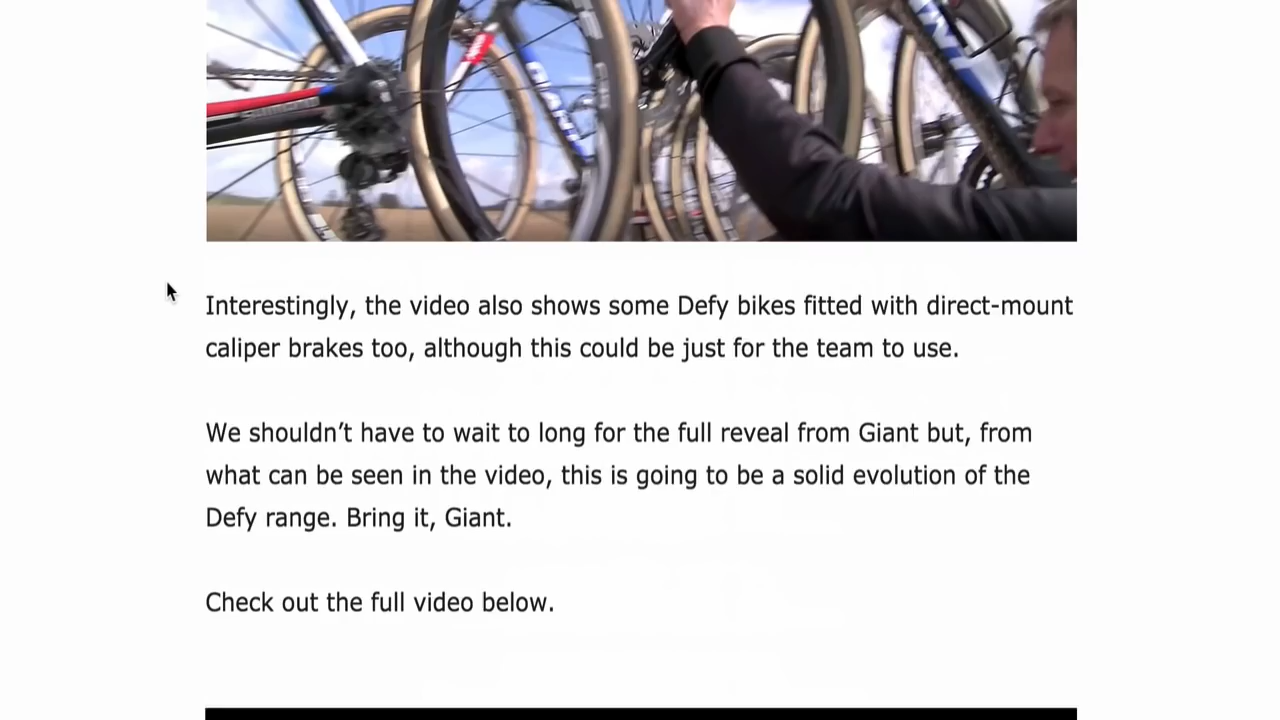 SHIMANO
GIANT
Interestingly, the video also shows some Defy bikes fitted with direct-mount
caliper brakes too, although this could be just for the team to use.
We shouldn’t have to wait to long for the full reveal from Giant but, from
what can be seen in the video, this is going to be a solid evolution of the
Defy range. Bring it, Giant.
Check out the full video below.